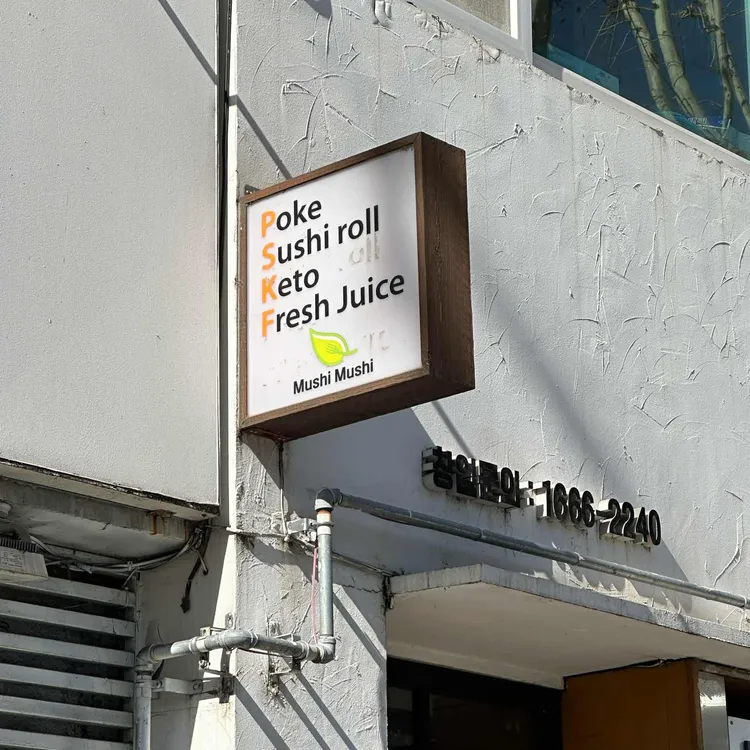 Poke
Sushi roll
Keto
Fresh Juice
Mushi Mushi
창업문의 : 1666-2240